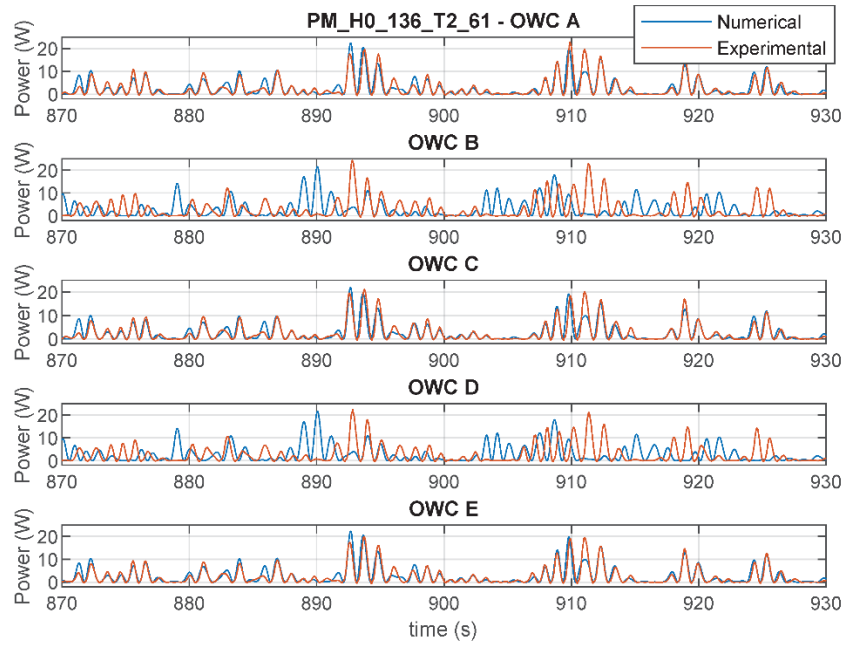 PM_H0_136_T2_61 - OWC A
Numerical
Experimental
Power (W)
20
10
0
870 880 890 900 910 920 930
OWC B
Power (W)
20
10
0
870 880 890 900 910 920 930
OWC C
Power (W)
20
10
0
870 880 890 900 910 920 930
OWC D
Power (W)
20
10
0
870 880 890 900 910 920 930
OWC E
Power (W)
20
10
0
870 880 890 900 910 920 930
time (s)